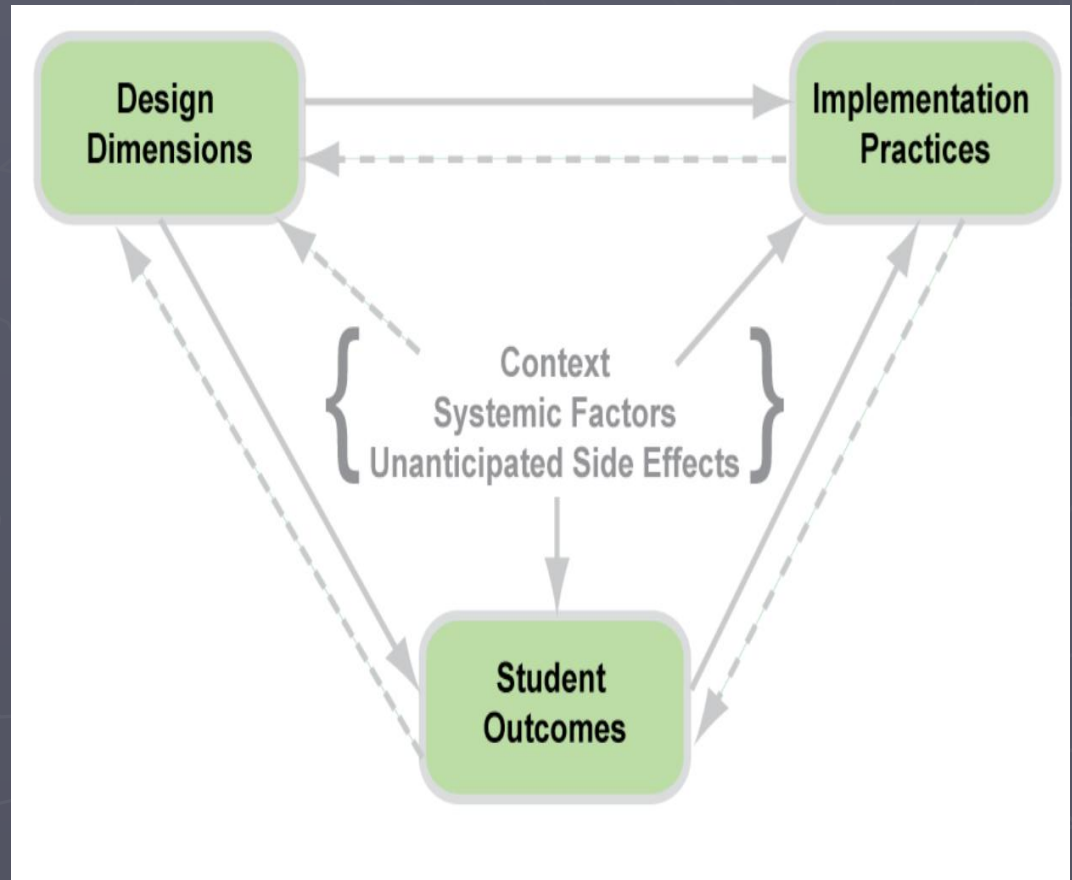 Design
Dimensions
Implementation
Practices
{ Context
Systemic Factors
Unanticipated Side Effects }
Student
Outcomes